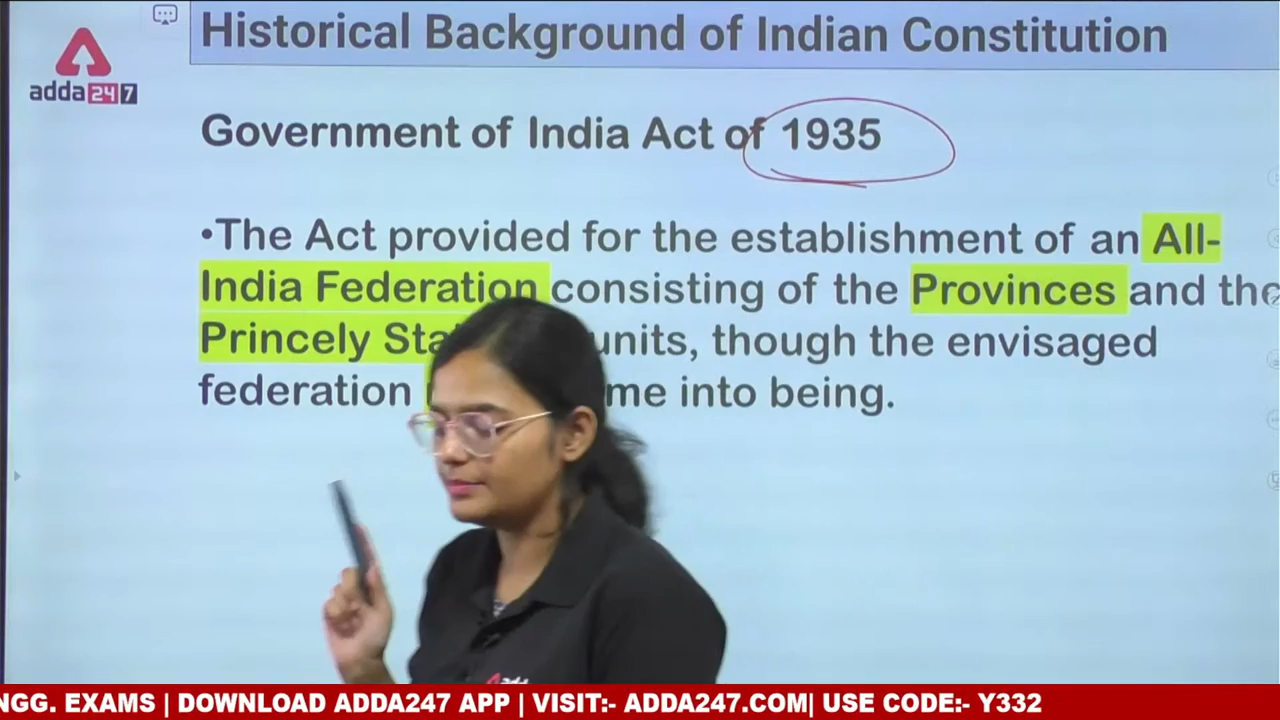 Historical Background of Indian Constitution
adda247
Government of India Act of 1935
•The Act provided for the establishment of an All-
India Federation consisting of the Provinces and the
Princely units, though the envisaged
federation into being.
NGG. EXAMS | DOWNLOAD ADDA247 APP | VISIT:- ADDA247.COM| USE CODE:- Y332